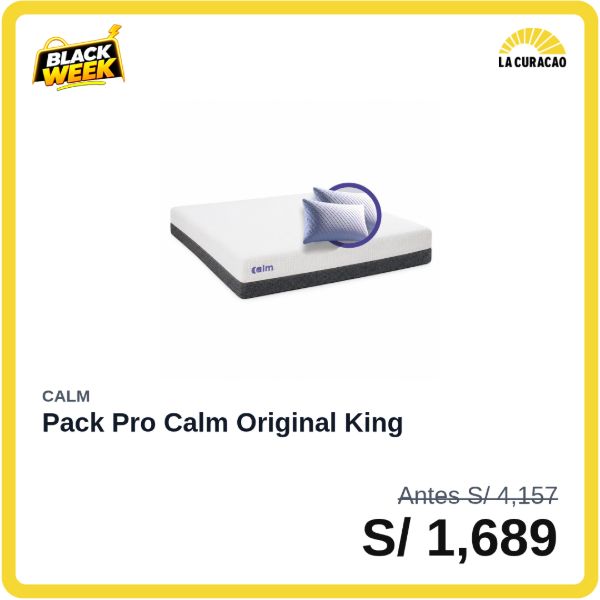 BLACK
WEEK
LA CURACAO
Calm
CALM
Pack Pro Calm Original King
Antes S/ 4,157
S/ 1,689